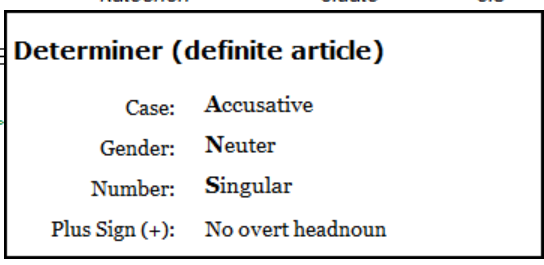 Determiner (definite article)
Case: Accusative
Gender: Neuter
Number: Singular
Plus Sign (+): No overt headnoun